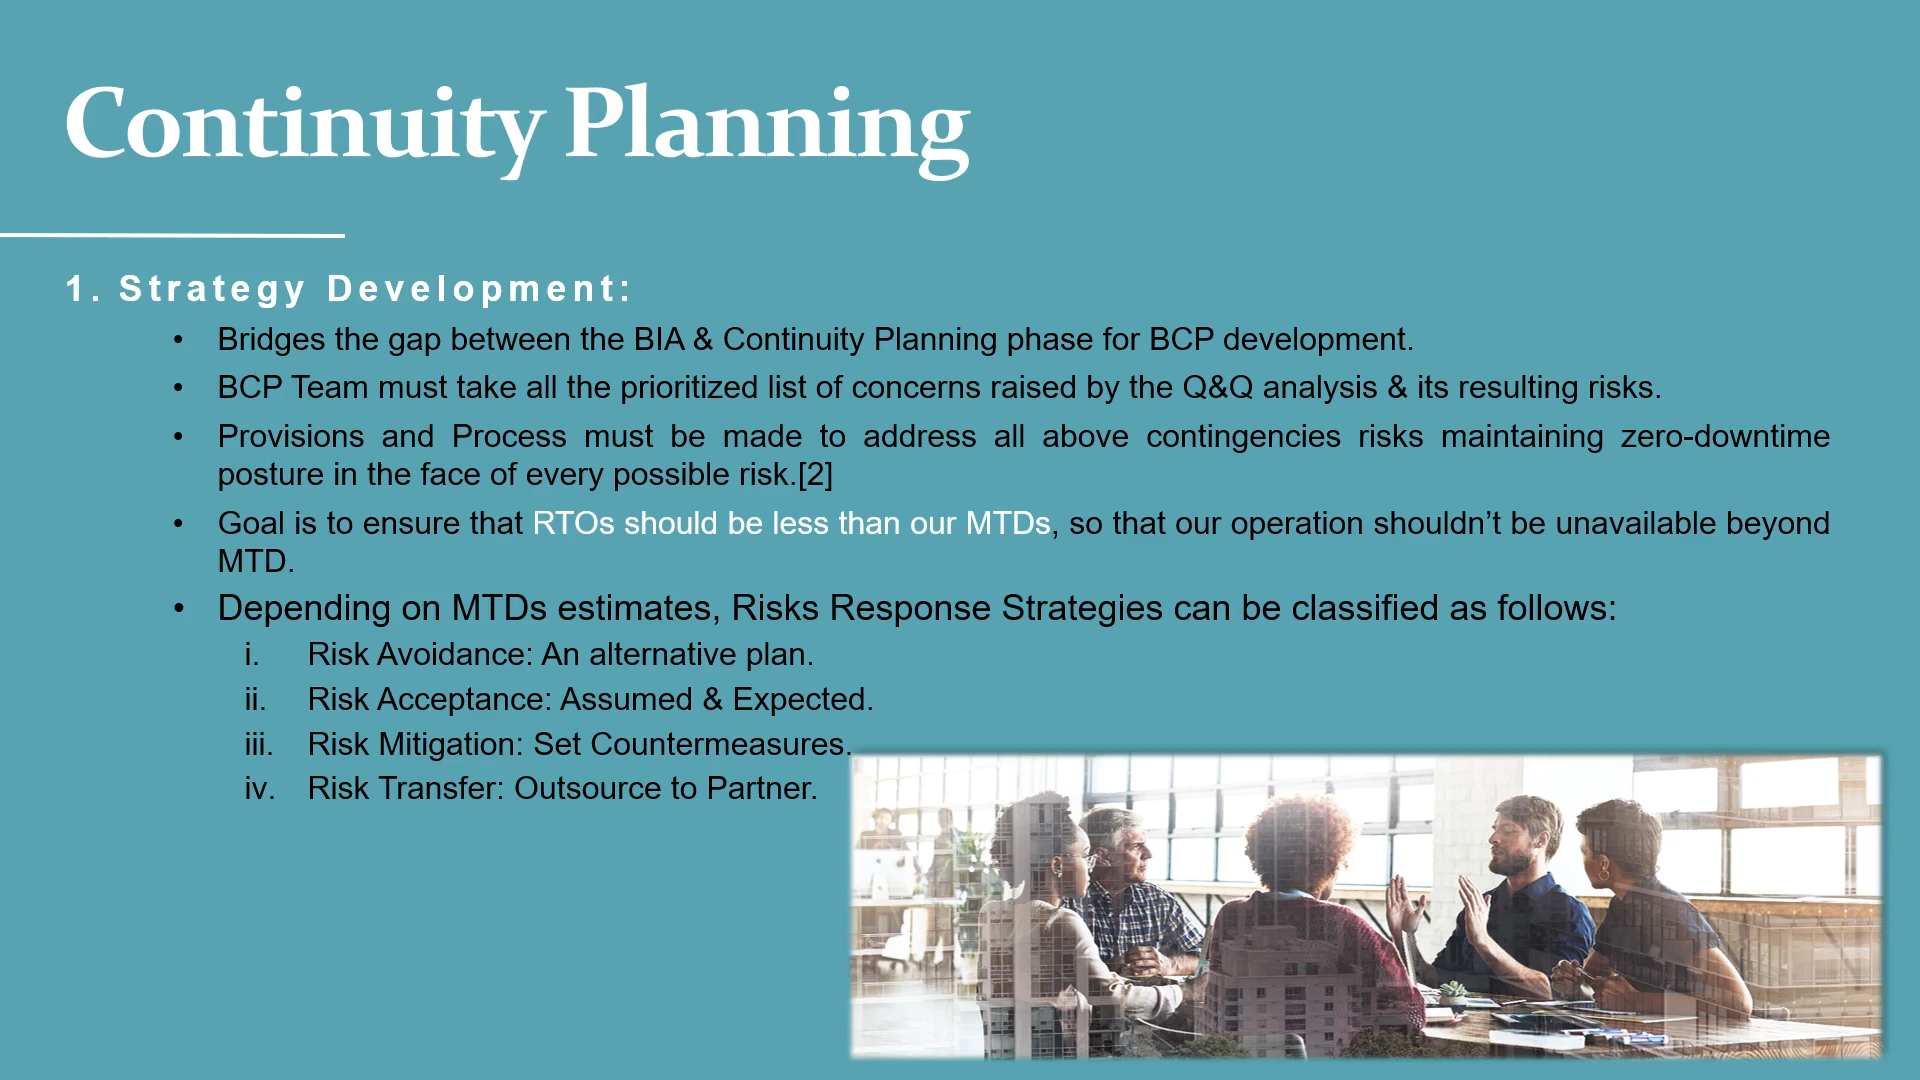 Continuity Planning
1. Strategy Development:
• Bridges the gap between the BIA & Continuity Planning phase for BCP development.
• BCP Team must take all the prioritized list of concerns raised by the Q&Q analysis & its resulting risks.
• Provisions and Process must be made to address all above contingencies risks maintaining zero-downtime
posture in the face of every possible risk.[2]
• Goal is to ensure that RTOs should be less than our MTDs, so that our operation shouldn’t be unavailable beyond
MTD.
• Depending on MTDs estimates, Risks Response Strategies can be classified as follows:
i. Risk Avoidance: An alternative plan.
ii. Risk Acceptance: Assumed & Expected.
iii. Risk Mitigation: Set Countermeasures.
iv. Risk Transfer: Outsource to Partner.